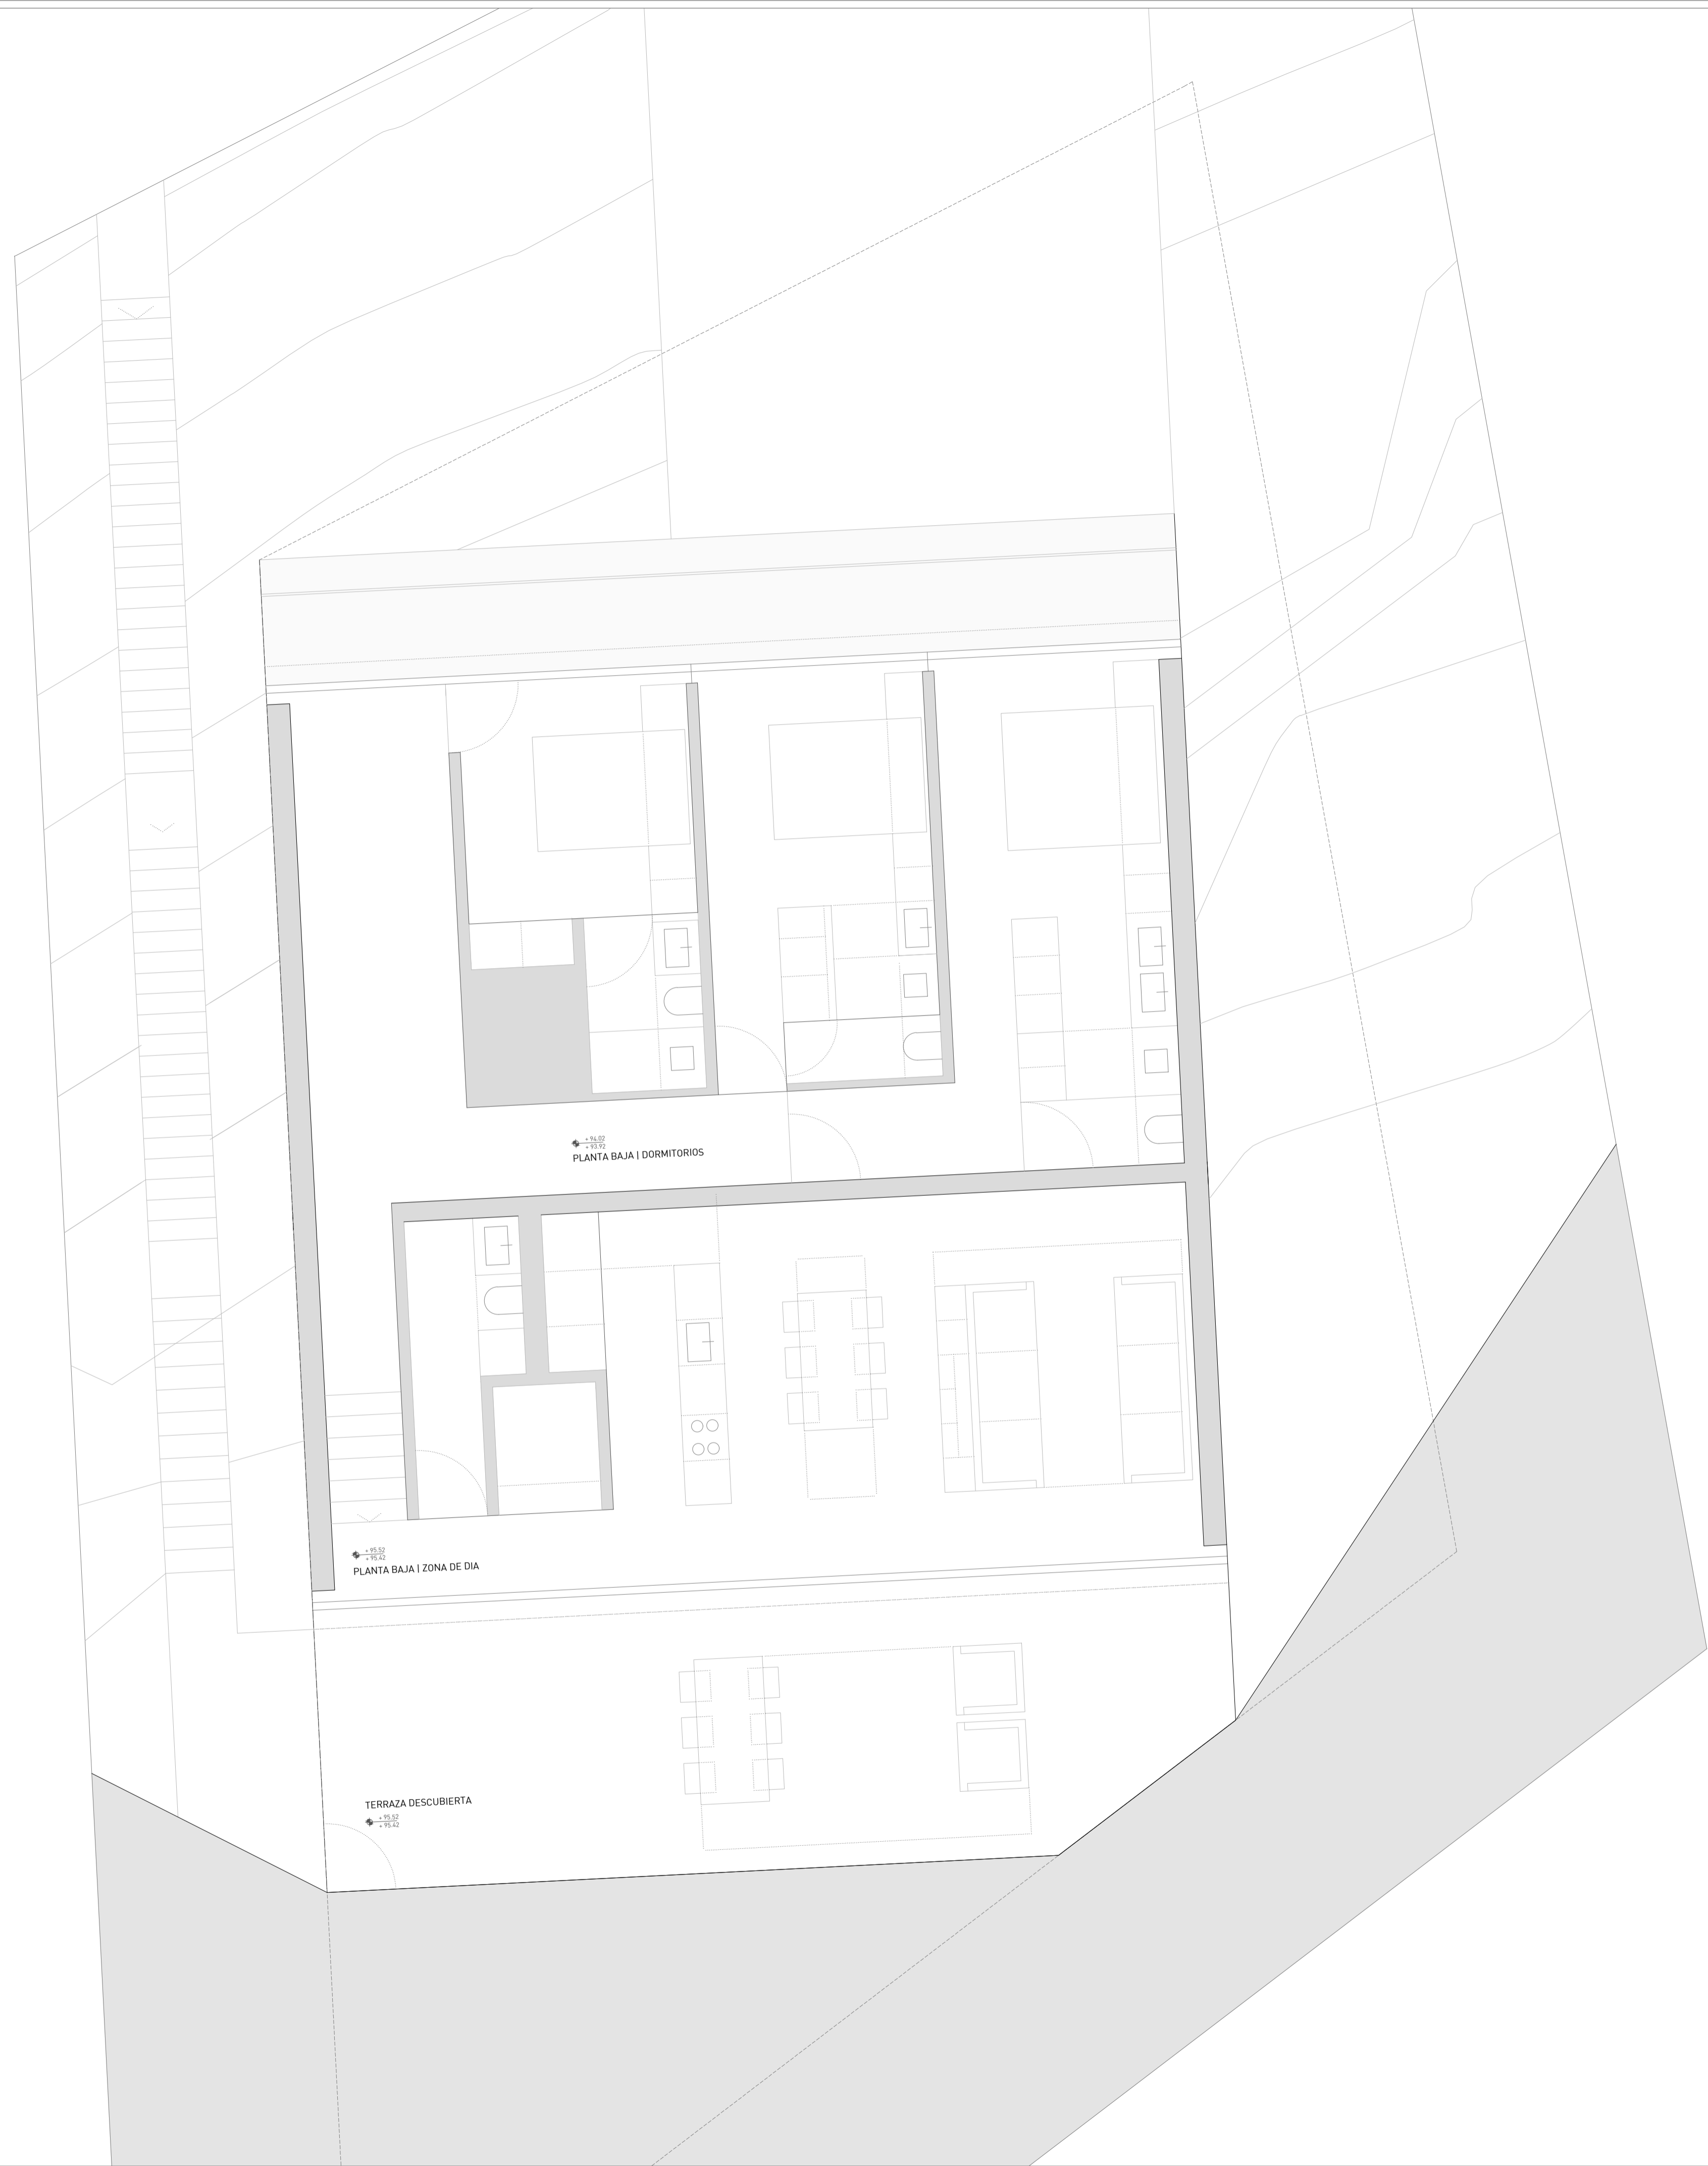 + 94.02
+ 93.92
PLANTA BAJA | DORMITORIOS
+ 95.52
+ 95.42
PLANTA BAJA | ZONA DE DIA
TERRAZA DESCUBIERTA
+ 95.52
+ 95.42